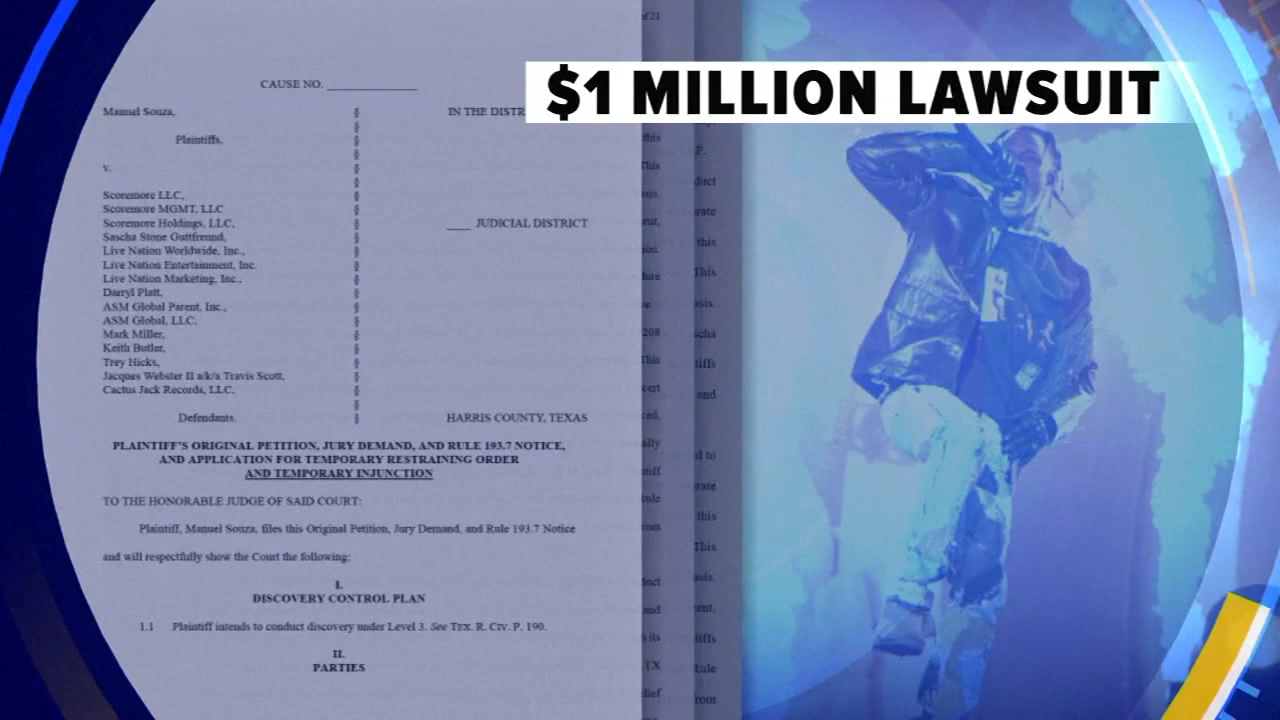 $1 MILLION LAWSUIT
of 21
CAUSE NO.
Manuel Souza,
IN THE DISTR
Plaintiffs,
v.
Scoremore LLC,
Scoremore MGMT, LLC
Scoremore Holdings, LLC,
___ JUDICIAL DISTRICT
Sascha Stone Guttfreund,
Live Nation Worldwide, Inc.,
Live Nation Entertainment, Inc.
Live Nation Marketing, Inc.,
Darryl Platt,
ASM Global Parent, Inc.,
ASM Global, LLC,
Mark Miller,
Keith Butler,
Trey Hicks,
Jacques Webster II a/k/a Travis Scott,
Cactus Jack Records, LLC,
Defendants.
HARRIS COUNTY, TEXAS
PLAINTIFF'S ORIGINAL PETITION, JURY DEMAND, AND RULE 193.7 NOTICE,
AND APPLICATION FOR TEMPORARY RESTRAINING ORDER
AND TEMPORARY INJUNCTION
TO THE HONORABLE JUDGE OF SAID COURT:
Plaintiff, Manuel Souza, files this Original Petition, Jury Demand, and Rule 193.7 Notice
and will respectfully show the Court the following:
I.
DISCOVERY CONTROL PLAN
1.1 Plaintiff intends to conduct discovery under Level 3. See TEX. R. CIV. P. 190.
II.
PARTIES